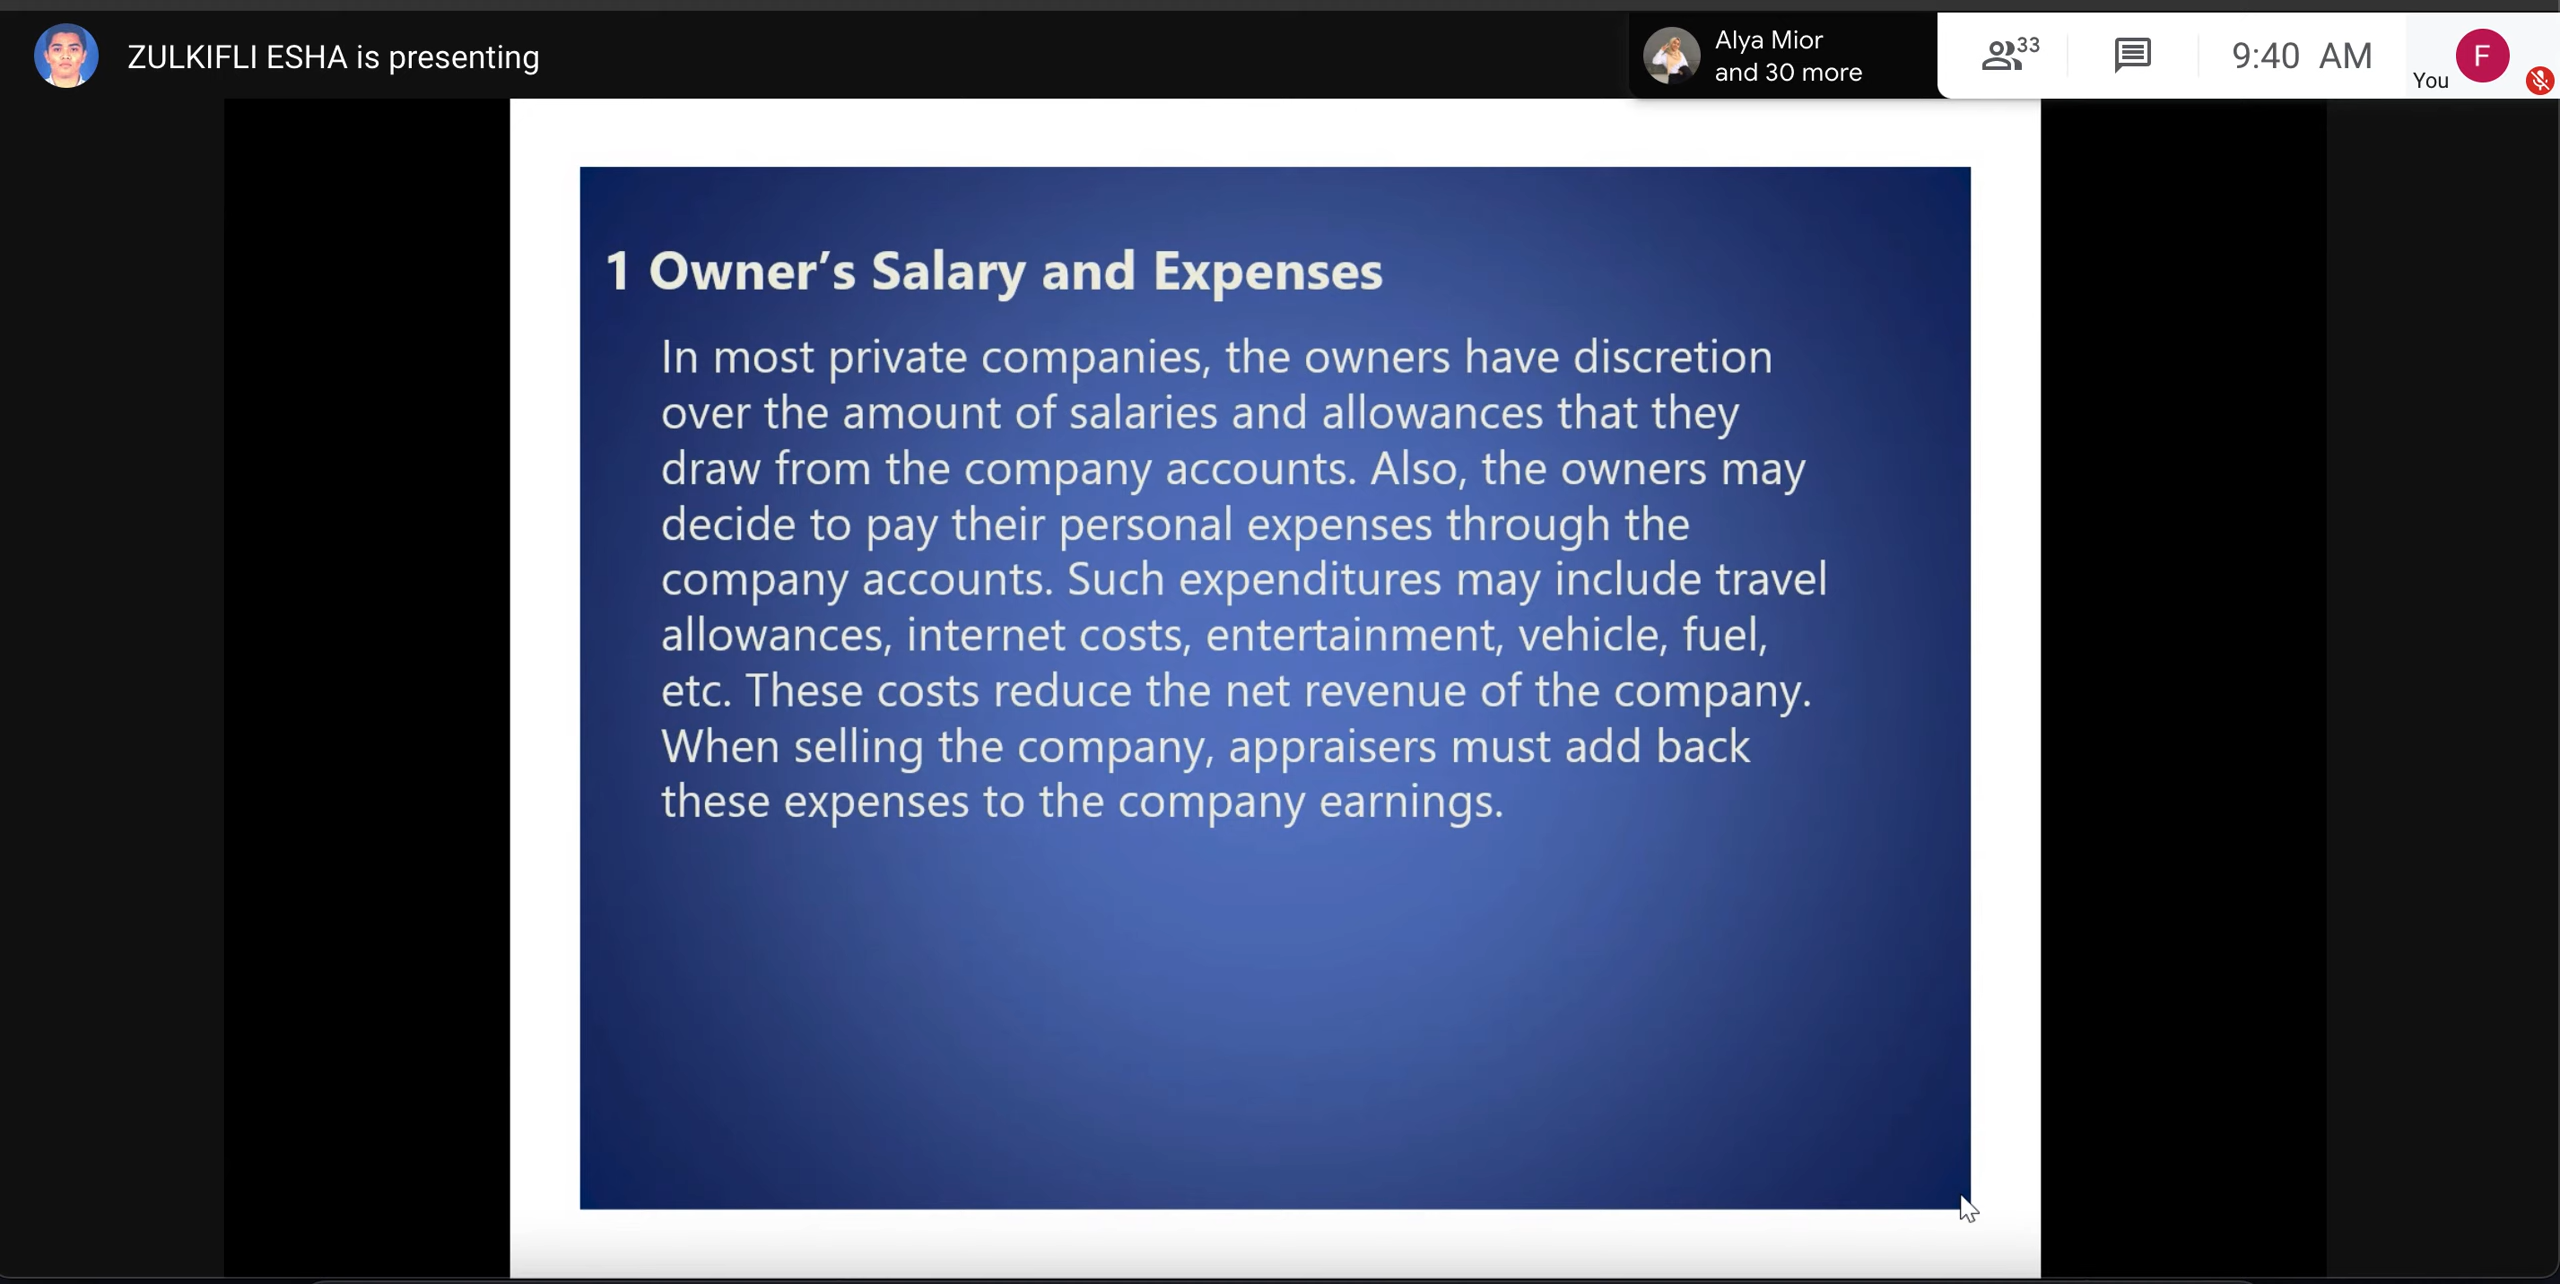 ZULKIFLI ESHA is presenting
Alya Mior
and 30 more
33
9:40 AM
You
F
1 Owner’s Salary and Expenses
In most private companies, the owners have discretion
over the amount of salaries and allowances that they
draw from the company accounts. Also, the owners may
decide to pay their personal expenses through the
company accounts. Such expenditures may include travel
allowances, internet costs, entertainment, vehicle, fuel,
etc. These costs reduce the net revenue of the company.
When selling the company, appraisers must add back
these expenses to the company earnings.